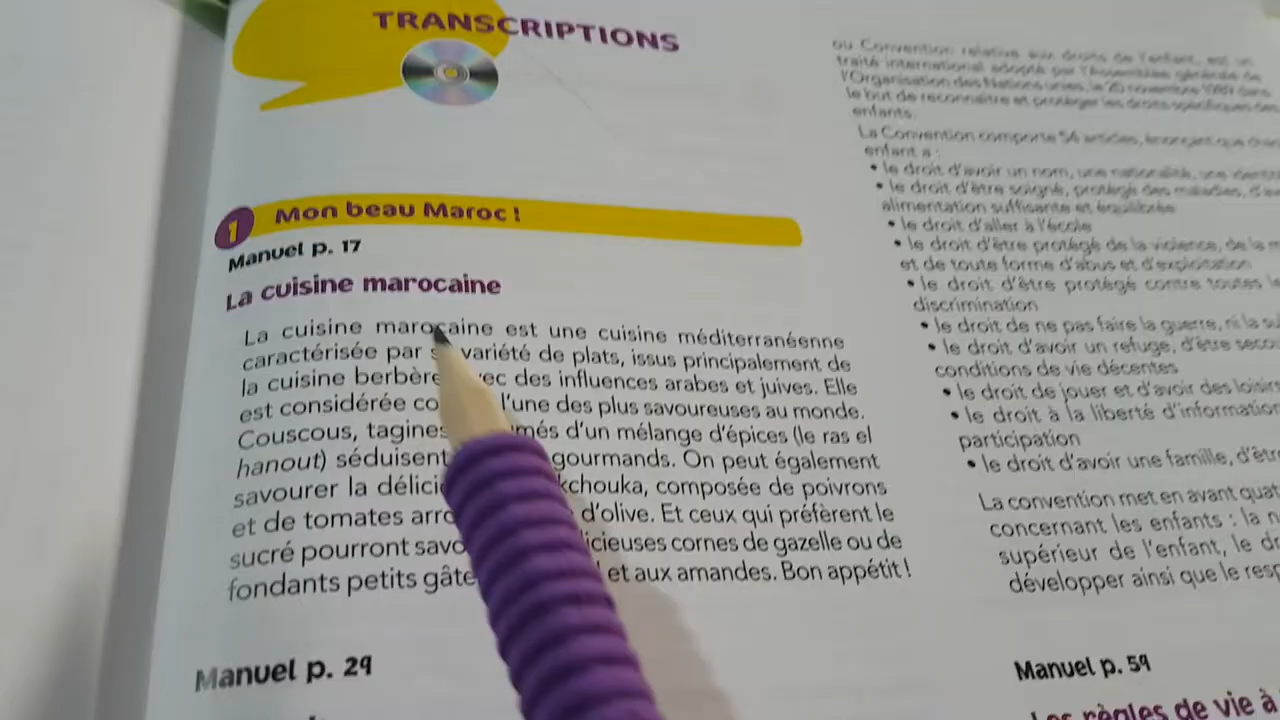 TRANSCRIPTIONS
1 Mon beau Maroc !
Manuel p. 17
La cuisine marocaine
La cuisine marocaine est une cuisine méditerranéenne
caractérisée par variété de plats, issus principalement de
la cuisine berbère des influences arabes et juives. Elle
est considérée l'une des plus savoureuses au monde.
Couscous, tagines d'un mélange d'épices (le ras el
hanout) séduisent gourmands. On peut également
savourer la composée de poivrons
et de tomates d'olive. Et ceux qui préfèrent le
sucré pourront cornes de gazelle ou de
fondants petits et aux amandes. Bon appétit !
Manuel p. 29
ou Convention relative aux droits de l'enfant, est un
traité international adopté par l'Assemblée générale de
l'Organisation des Nations unies, le 20 novembre 1989 dans
le but de reconnaître et protéger les droits spécifiques des
enfants.
La Convention comporte 54 articles, énonçant que
enfant a :
• le droit d'avoir un nom, une nationalité, une
• le droit d'être soigné, protégé des maladies,
alimentation suffisante et équilibrée
• le droit d'aller à l'école
• le droit d'être protégé de la violence, de la
et de toute forme d'abus et d'exploitation
• le droit d'être protégé contre toutes
discrimination
• le droit de ne pas faire la guerre, ni la
• le droit d'avoir un refuge, d'être
conditions de vie décentes
• le droit de jouer et d'avoir des loisirs
• le droit à la liberté d'information
participation
• le droit d'avoir une famille,
La convention met en avant
concernant les enfants : la
supérieur de l'enfant, le
développer ainsi que le
Manuel p. 59
Les règles de vie à